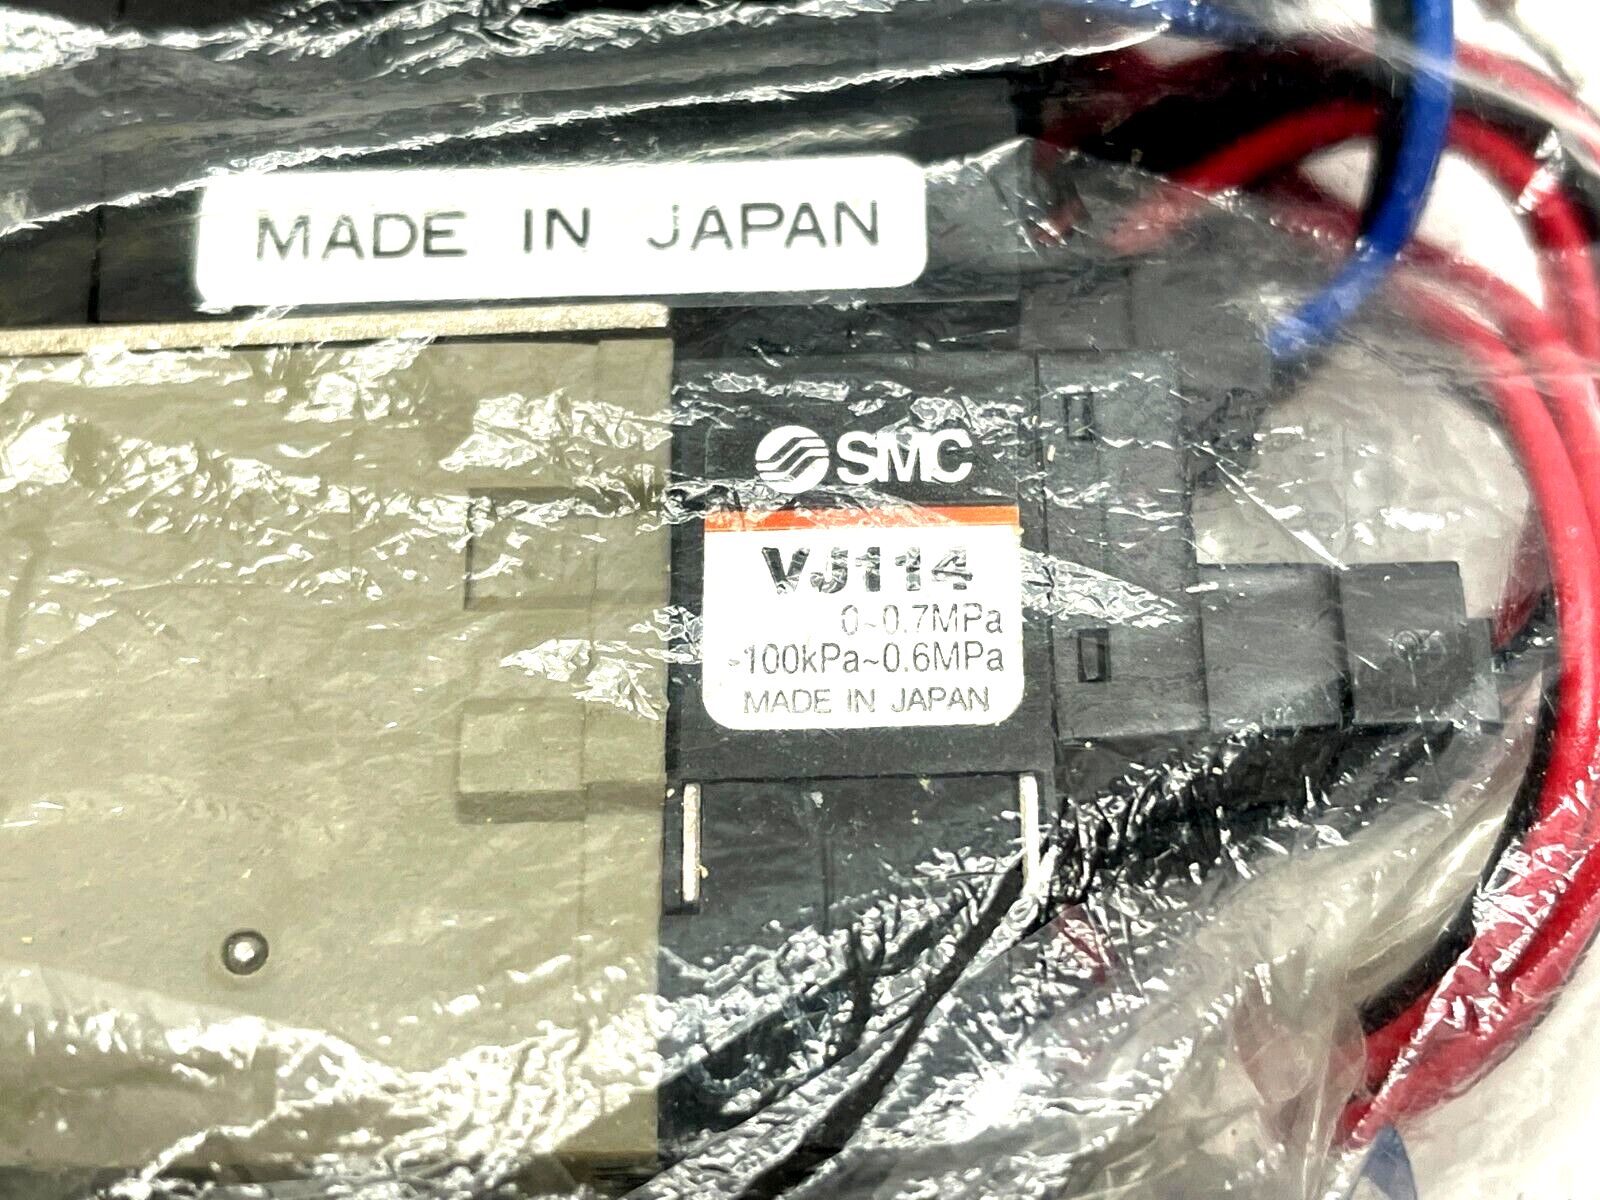 MADE IN JAPAN
SMC
VJ114
0~0.7MPa
-100kPa~0.6MPa
MADE IN JAPAN